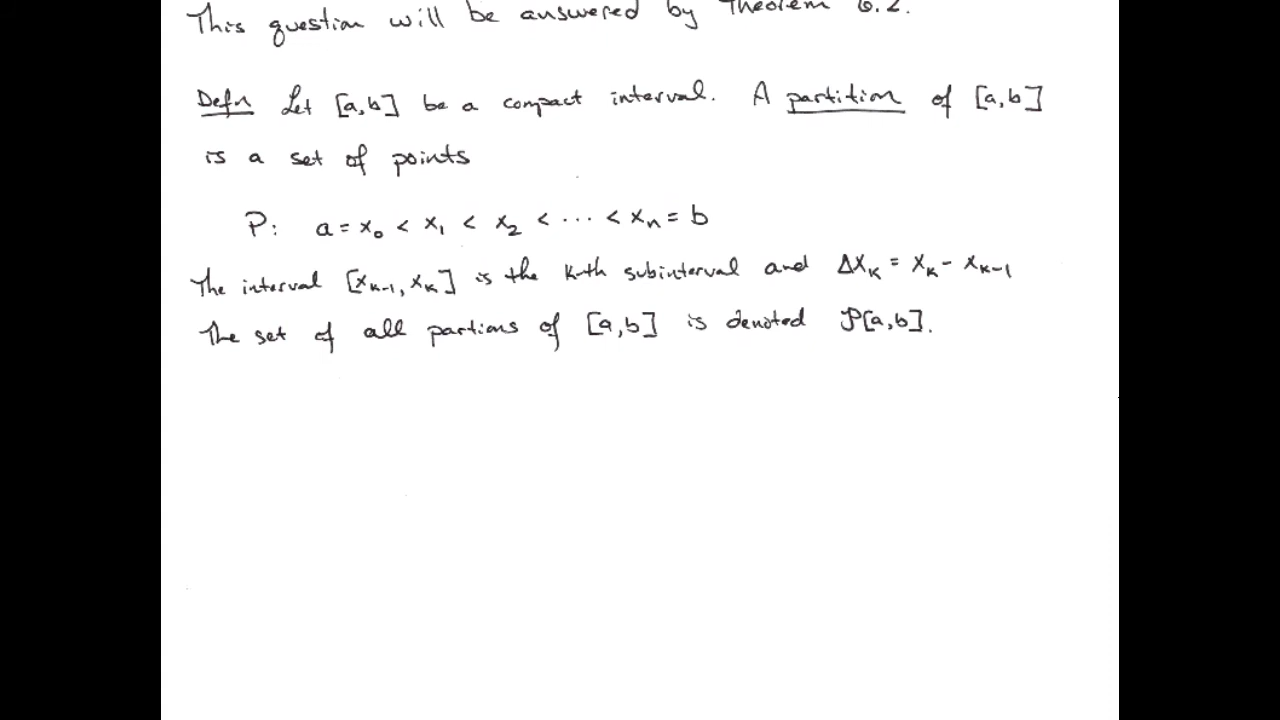 This question will be answered by Theorem 6.2.
Defn Let [a,b] be a compact interval. A partition of [a,b]
is a set of points
P: a = x₀ < x₁ < x₂ < ··· < xₙ = b
The interval [xₖ₋₁, xₖ] is the k-th subinterval and Δxₖ = xₖ - xₖ₋₁
The set of all partions of [a,b] is denoted 𝒫[a,b].